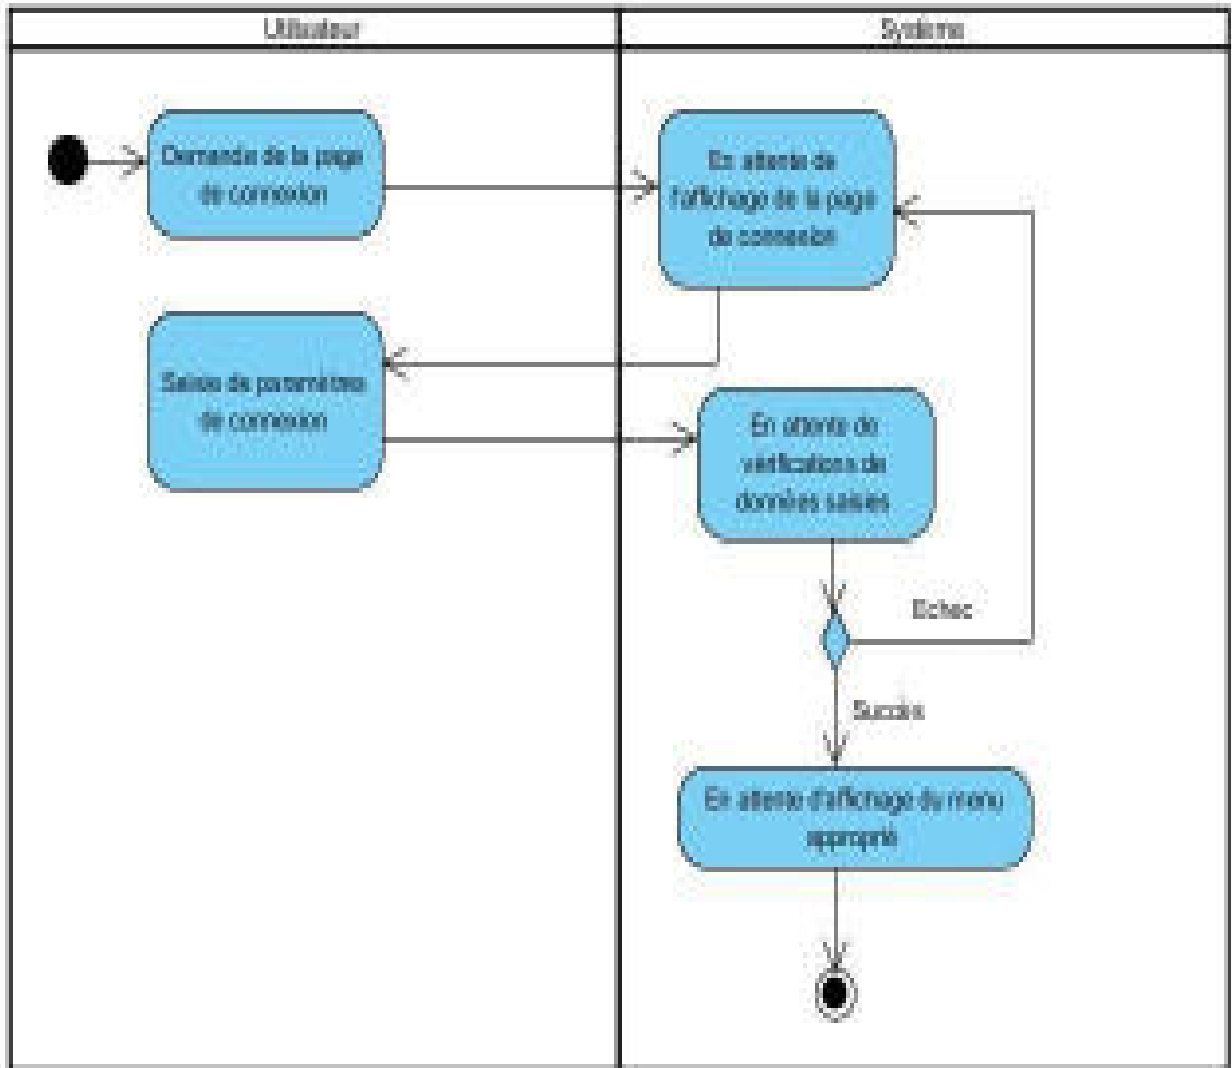 Utilisateur
Système
Demande de la page
de connexion
En attente de
l'affichage de la page
de connexion
Saisie de paramètres
de connexion
En attente de
vérifications de
données saisies
Echec
Succès
En attente d'affichage du menu
approprié